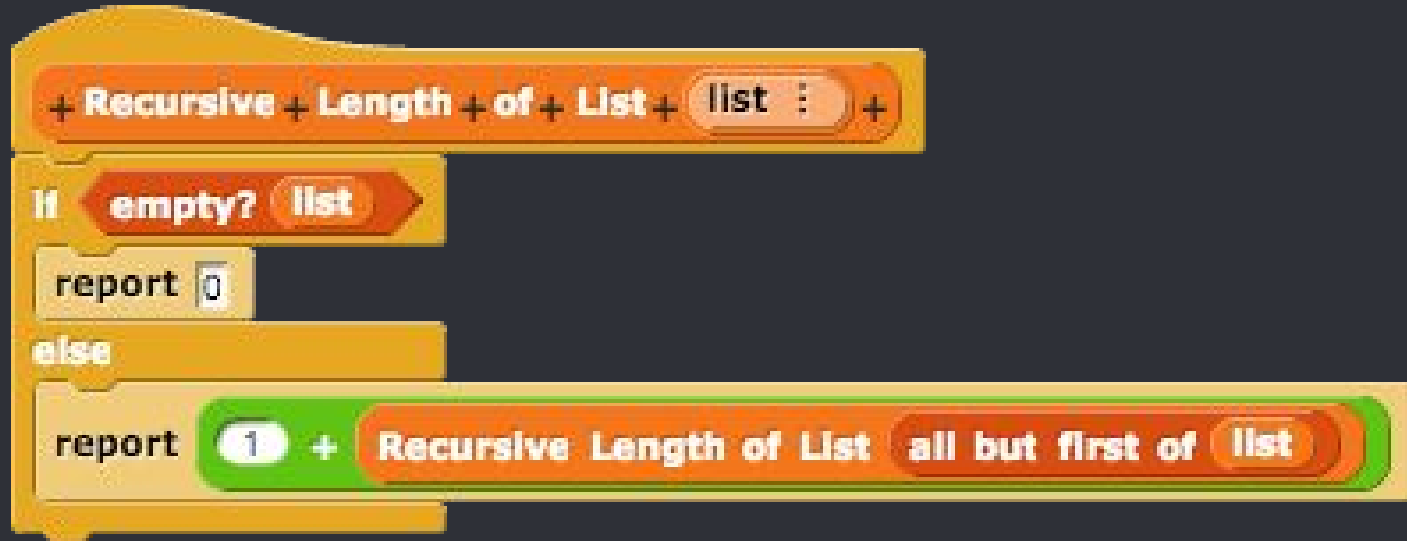 + Recursive + Length + of + List + list ⋮ +
if empty? list
report 0
else
report 1 + Recursive Length of List all but first of list